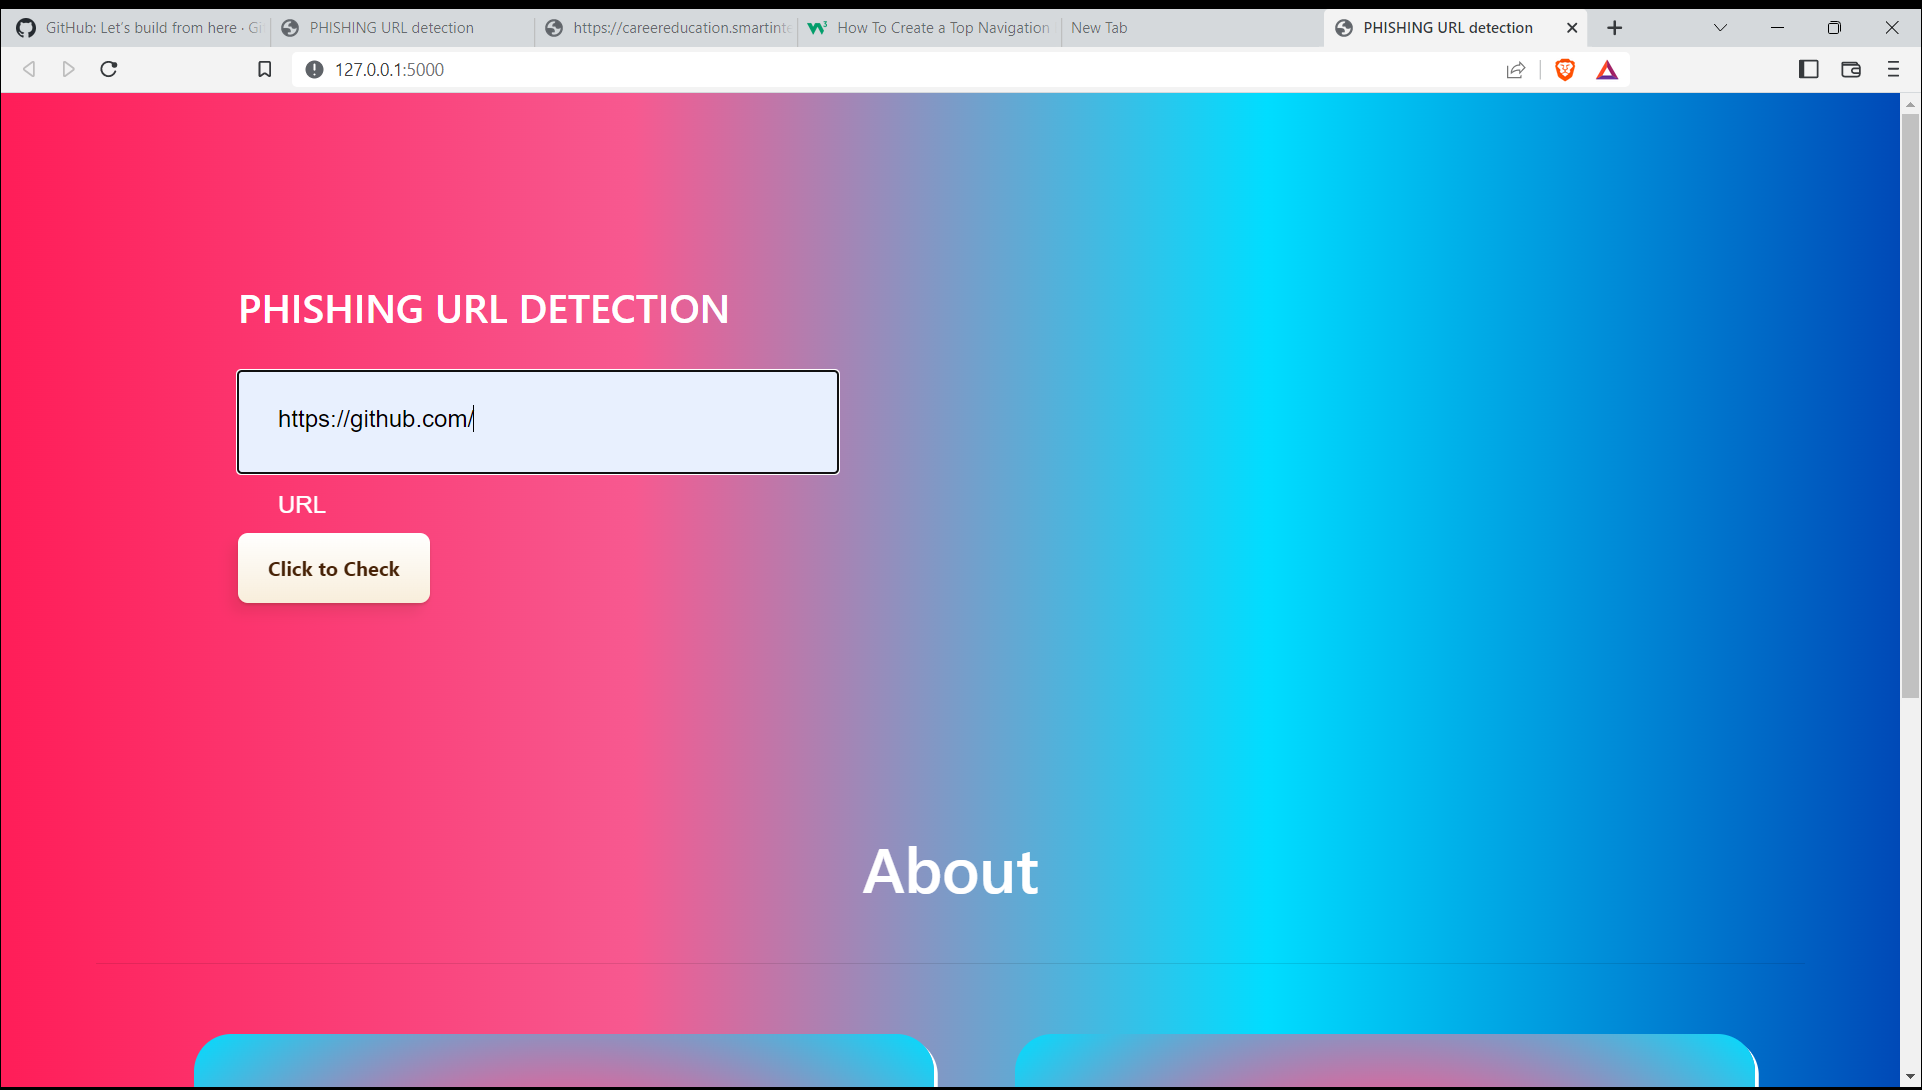 GitHub: Let's build from here · Gi
PHISHING URL detection
https://careereducation.smartinte
How To Create a Top Navigation
New Tab
PHISHING URL detection
127.0.0.1:5000
PHISHING URL DETECTION
https://github.com/
URL
Click to Check
About